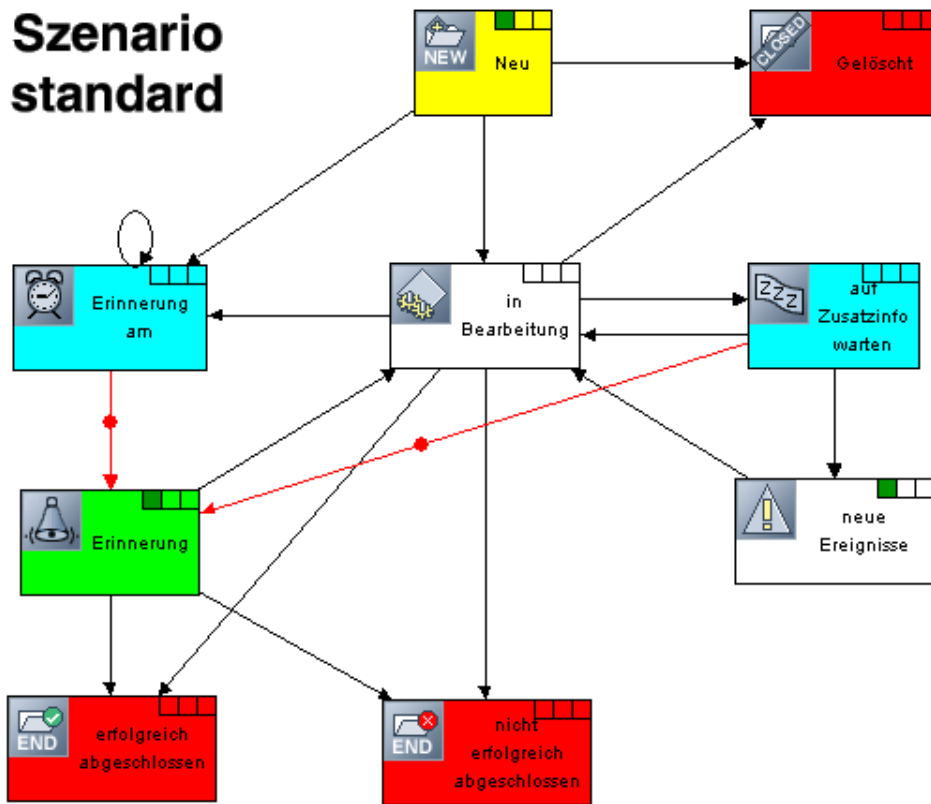 Szenario
standard
NEW
Neu
CLOSED
Gelöscht
Erinnerung
am
in
Bearbeitung
ZZZ
auf
Zusatzinfo
warten
Erinnerung
neue
Ereignisse
END
erfolgreich
abgeschlossen
END
nicht
erfolgreich
abgeschlossen